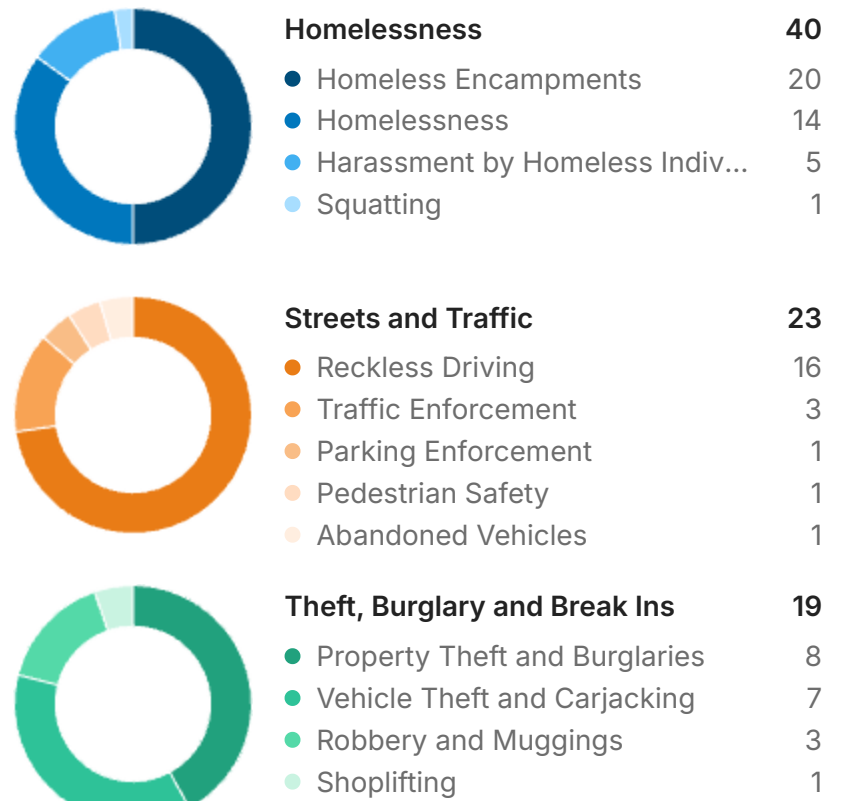 Homelessness 40
Homeless Encampments 20
Homelessness 14
Harassment by Homeless Indiv... 5
Squatting 1
Streets and Traffic 23
Reckless Driving 16
Traffic Enforcement 3
Parking Enforcement 1
Pedestrian Safety 1
Abandoned Vehicles 1
Theft, Burglary and Break Ins 19
Property Theft and Burglaries 8
Vehicle Theft and Carjacking 7
Robbery and Muggings 3
Shoplifting 1